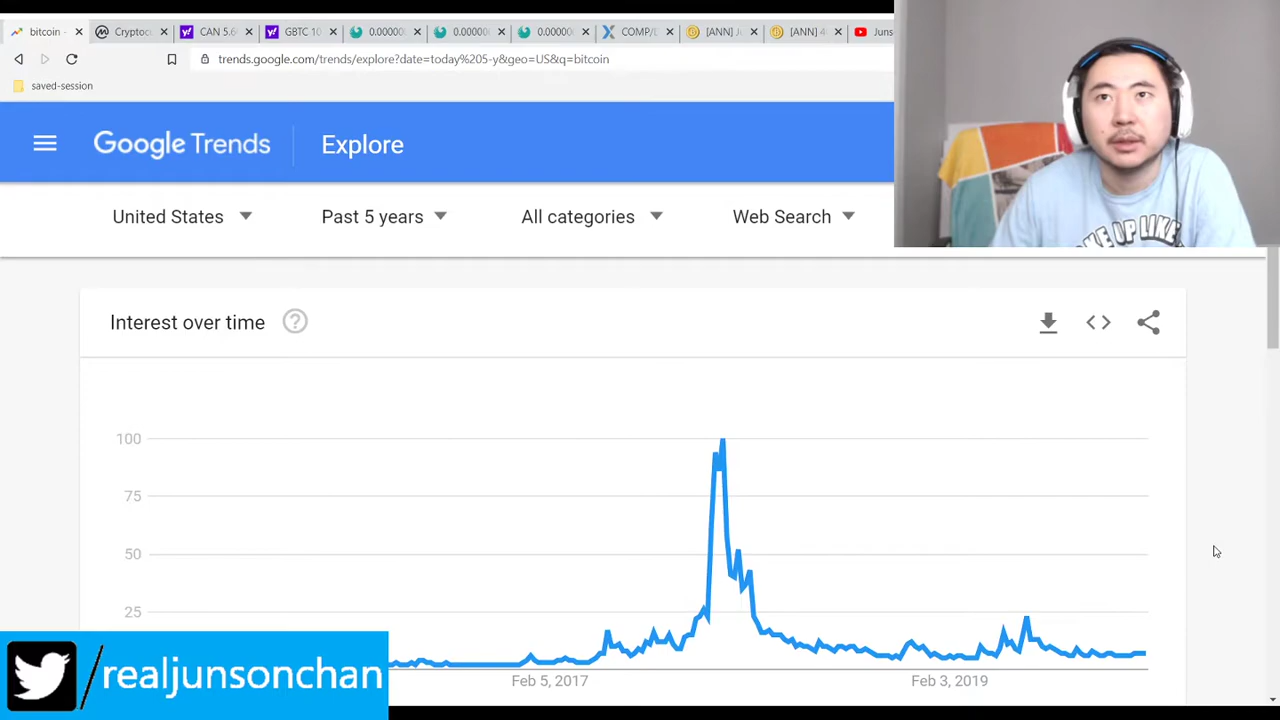 bitcoin -
Cryptoc
CAN 5.6
GBTC 10
0.00000
0.00000
0.00000
COMP/
[ANN] J
[ANN] 4
Juns
trends.google.com/trends/explore?date=today%205-y&geo=US&q=bitcoin
saved-session
Google Trends
Explore
United States
Past 5 years
All categories
Web Search
Interest over time
?
100
75
50
25
Feb 5, 2017
Feb 3, 2019
/realjunsonchan